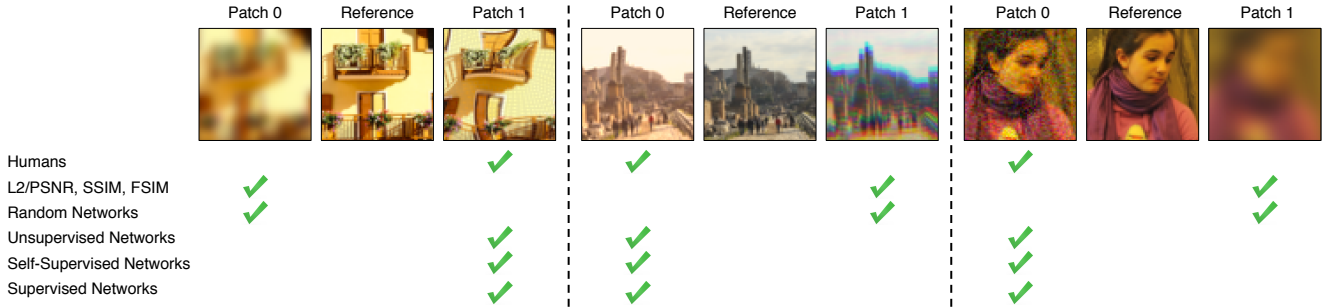 Patch 0 Reference Patch 1 Patch 0 Reference Patch 1 Patch 0 Reference Patch 1
Humans
L2/PSNR, SSIM, FSIM
Random Networks
Unsupervised Networks
Self-Supervised Networks
Supervised Networks